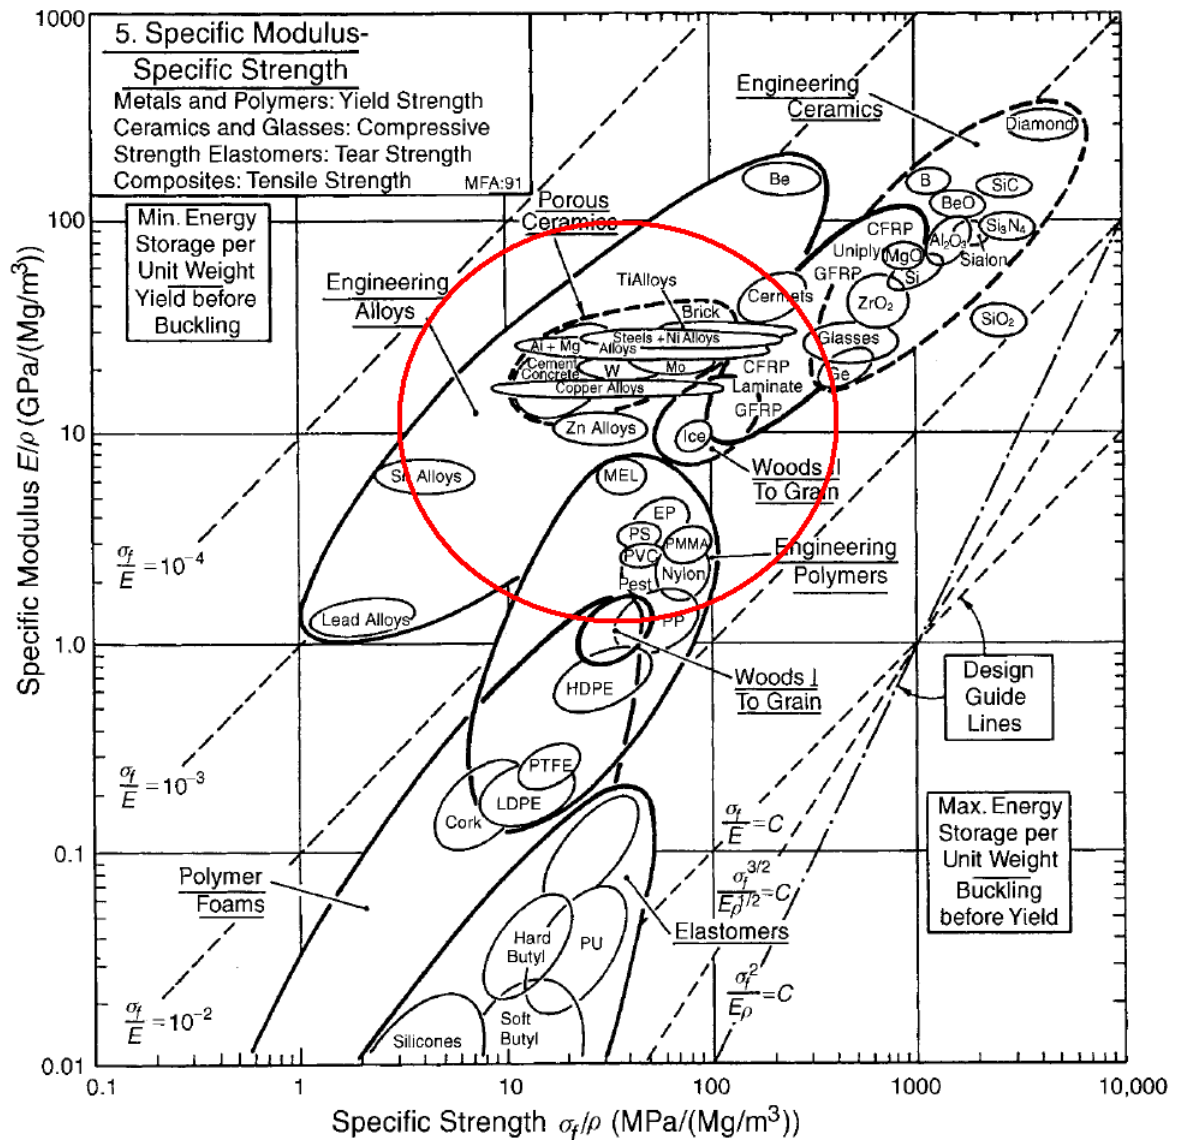 5. Specific Modulus-
Specific Strength
Metals and Polymers: Yield Strength
Ceramics and Glasses: Compressive
Strength Elastomers: Tear Strength
Composites: Tensile Strength
MFA:91
Min. Energy
Storage per
Unit Weight
Yield before
Buckling
Engineering
Ceramics
Diamond
B
SiC
BeO
Si₃N₄
Al₂O₃
Sialon
CFRP
Uniply
MgO
Si
GFRP
ZrO₂
SiO₂
Glasses
Ge
Be
Porous
Ceramics
Engineering
Alloys
Ti Alloys
Cermets
Brick
Steels + Ni Alloys
Al + Mg
Alloys
Cement
Concrete
W
Mo
Copper Alloys
CFRP
Laminate
GFRP
Zn Alloys
Ice
Woods ||
To Grain
Sn Alloys
MEL
EP
PS
PMMA
PVC
Nylon
Pest
PP
Engineering
Polymers
Lead Alloys
Woods ⊥
To Grain
HDPE
PTFE
LDPE
Cork
Design
Guide
Lines
Polymer
Foams
Elastomers
Hard
Butyl
PU
Soft
Butyl
Silicones
Max. Energy
Storage per
Unit Weight
Buckling
before Yield
σf/E = 10⁻⁴
σf/E = 10⁻³
σf/E = 10⁻²
σf/E = C
σf^3/2/Eρ^1/2 = C
σf²/Eρ = C
1000
100
10
1.0
0.1
0.01
Specific Modulus E/ρ (GPa/(Mg/m³))
0.1
1
10
100
1000
10,000
Specific Strength σf/ρ (MPa/(Mg/m³))